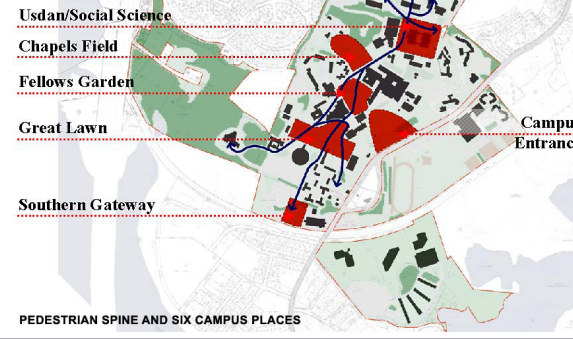 Usdan/Social Science
Chapels Field
Fellows Garden
Great Lawn
Campu
Entranc
Southern Gateway
PEDESTRIAN SPINE AND SIX CAMPUS PLACES